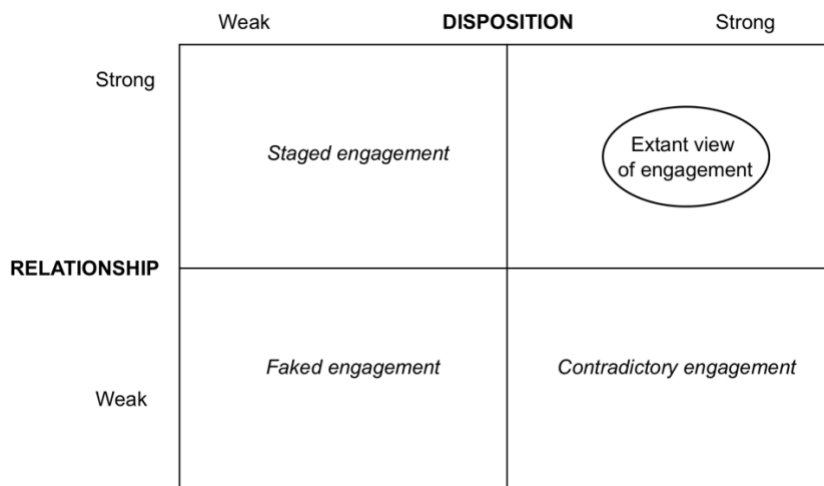 Weak DISPOSITION Strong
Strong
Staged engagement
Extant view
of engagement
RELATIONSHIP
Faked engagement
Contradictory engagement
Weak